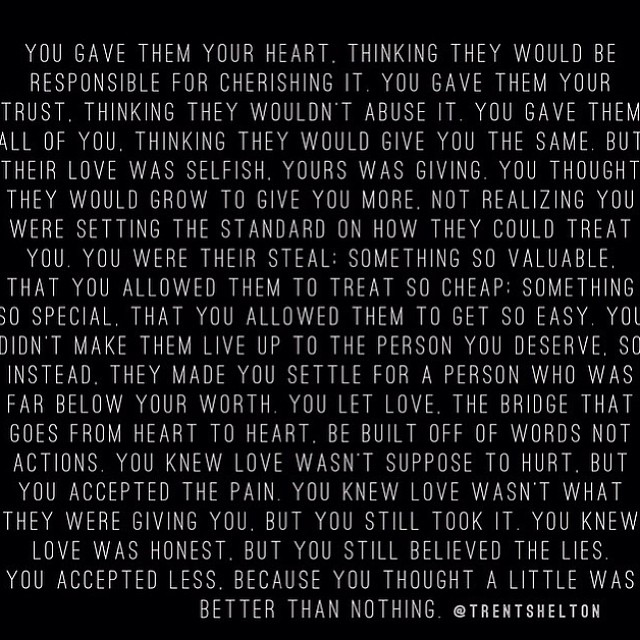 YOU GAVE THEM YOUR HEART, THINKING THEY WOULD BE
RESPONSIBLE FOR CHERISHING IT. YOU GAVE THEM YOUR
TRUST, THINKING THEY WOULDN'T ABUSE IT. YOU GAVE THEM
ALL OF YOU, THINKING THEY WOULD GIVE YOU THE SAME. BUT
THEIR LOVE WAS SELFISH, YOURS WAS GIVING. YOU THOUGHT
THEY WOULD GROW TO GIVE YOU MORE, NOT REALIZING YOU
WERE SETTING THE STANDARD ON HOW THEY COULD TREAT
YOU. YOU WERE THEIR STEAL: SOMETHING SO VALUABLE,
THAT YOU ALLOWED THEM TO TREAT SO CHEAP; SOMETHING
SO SPECIAL, THAT YOU ALLOWED THEM TO GET SO EASY. YOU
DIDN'T MAKE THEM LIVE UP TO THE PERSON YOU DESERVE, SO
INSTEAD, THEY MADE YOU SETTLE FOR A PERSON WHO WAS
FAR BELOW YOUR WORTH. YOU LET LOVE, THE BRIDGE THAT
GOES FROM HEART TO HEART, BE BUILT OFF OF WORDS NOT
ACTIONS. YOU KNEW LOVE WASN'T SUPPOSE TO HURT, BUT
YOU ACCEPTED THE PAIN. YOU KNEW LOVE WASN'T WHAT
THEY WERE GIVING YOU, BUT YOU STILL TOOK IT. YOU KNEW
LOVE WAS HONEST, BUT YOU STILL BELIEVED THE LIES.
YOU ACCEPTED LESS, BECAUSE YOU THOUGHT A LITTLE WAS
BETTER THAN NOTHING. @TRENTSHELTON